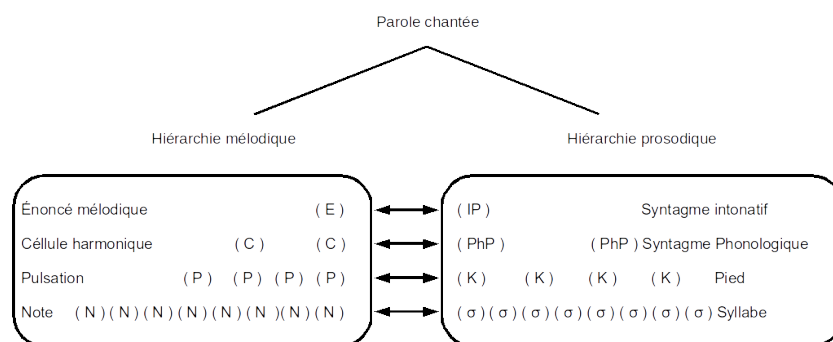 Parole chantée
Hiérarchie mélodique
Hiérarchie prosodique
Énoncé mélodique ( E )
Céllule harmonique ( C ) ( C )
Pulsation ( P ) ( P ) ( P ) ( P )
Note ( N ) ( N ) ( N ) ( N ) ( N ) ( N ) ( N ) ( N )
( IP ) Syntagme intonatif
( PhP ) ( PhP ) Syntagme Phonologique
( K ) ( K ) ( K ) ( K ) Pied
( σ ) ( σ ) ( σ ) ( σ ) ( σ ) ( σ ) ( σ ) ( σ ) Syllabe